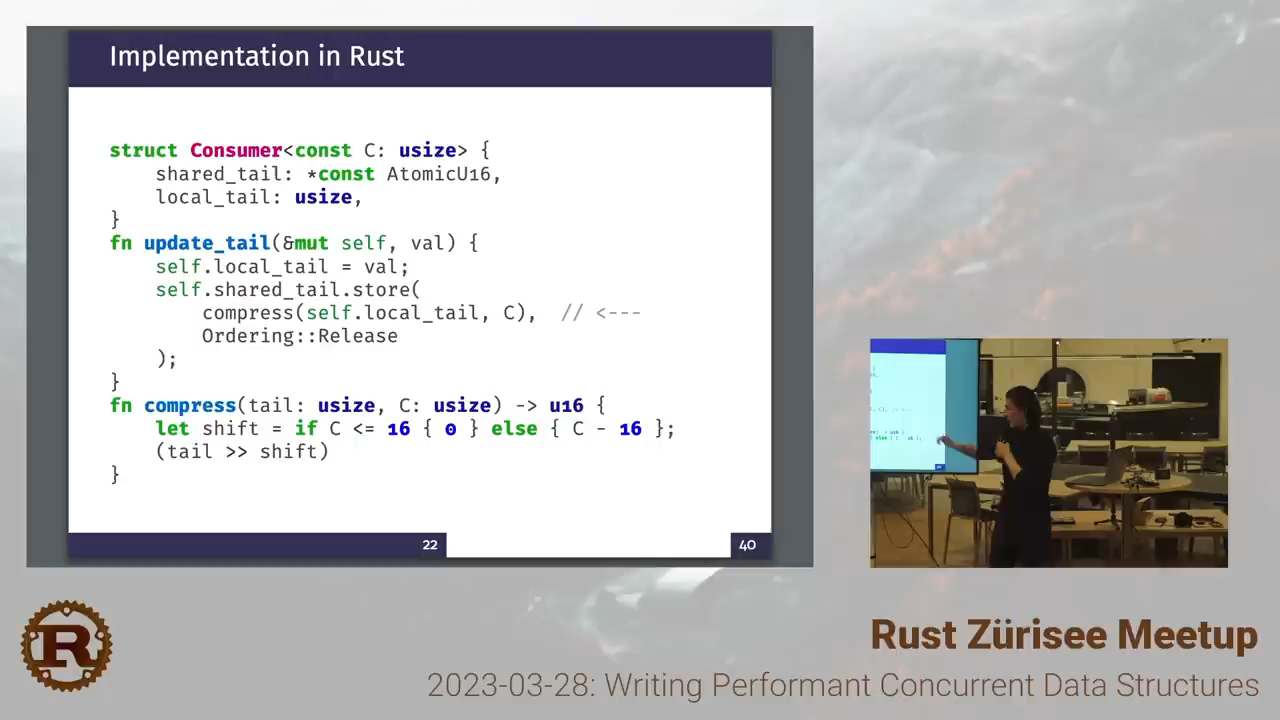 Implementation in Rust
struct Consumer<const C: usize> {
    shared_tail: *const AtomicU16,
    local_tail: usize,
}
fn update_tail(&mut self, val) {
    self.local_tail = val;
    self.shared_tail.store(
        compress(self.local_tail, C),  // <---
        Ordering::Release
    );
}
fn compress(tail: usize, C: usize) -> u16 {
    let shift = if C <= 16 { 0 } else { C - 16 };
    (tail >> shift)
}
22
40
R
Rust Zürisee Meetup
2023-03-28: Writing Performant Concurrent Data Structures